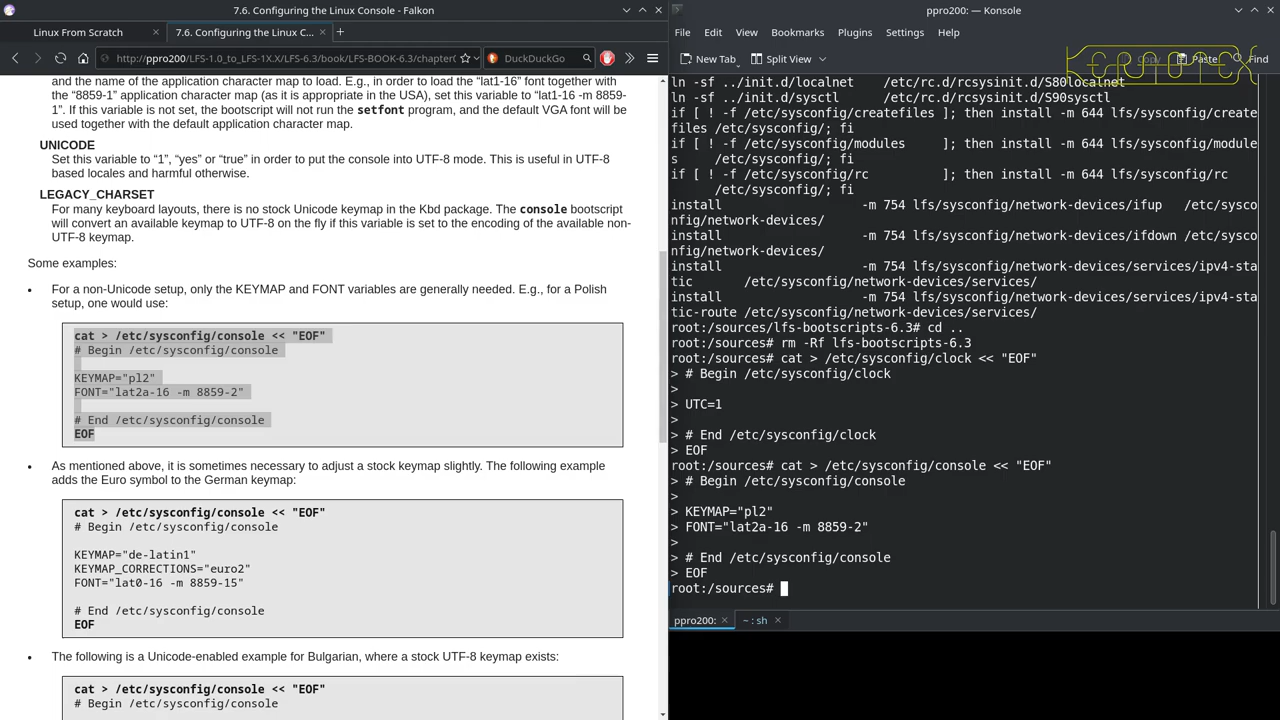 7.6. Configuring the Linux Console - Falkon
Linux From Scratch
7.6. Configuring the Linux C...
http://ppro200/LFS-1.0_to_LFS-1X.X/LFS-6.3/book/LFS-BOOK-6.3/chapter0
DuckDuckGo
and the name of the application character map to load. E.g., in order to load the “lat1-16” font together with
the “8859-1” application character map (as it is appropriate in the USA), set this variable to “lat1-16 -m 8859-
1”. If this variable is not set, the bootscript will not run the setfont program, and the default VGA font will be
used together with the default application character map.
UNICODE
Set this variable to “1”, “yes” or “true” in order to put the console into UTF-8 mode. This is useful in UTF-8
based locales and harmful otherwise.
LEGACY_CHARSET
For many keyboard layouts, there is no stock Unicode keymap in the Kbd package. The console bootscript
will convert an available keymap to UTF-8 on the fly if this variable is set to the encoding of the available non-
UTF-8 keymap.
Some examples:
• For a non-Unicode setup, only the KEYMAP and FONT variables are generally needed. E.g., for a Polish
setup, one would use:
cat > /etc/sysconfig/console << "EOF"
# Begin /etc/sysconfig/console
KEYMAP="pl2"
FONT="lat2a-16 -m 8859-2"
# End /etc/sysconfig/console
EOF
• As mentioned above, it is sometimes necessary to adjust a stock keymap slightly. The following example
adds the Euro symbol to the German keymap:
cat > /etc/sysconfig/console << "EOF"
# Begin /etc/sysconfig/console
KEYMAP="de-latin1"
KEYMAP_CORRECTIONS="euro2"
FONT="lat0-16 -m 8859-15"
# End /etc/sysconfig/console
EOF
• The following is a Unicode-enabled example for Bulgarian, where a stock UTF-8 keymap exists:
cat > /etc/sysconfig/console << "EOF"
# Begin /etc/sysconfig/console
ppro200: — Konsole
File Edit View Bookmarks Plugins Settings Help
New Tab Split View Copy Paste Find
ln -sf ../init.d/localnet /etc/rc.d/rcsysinit.d/S80localnet
ln -sf ../init.d/sysctl /etc/rc.d/rcsysinit.d/S90sysctl
if [ ! -f /etc/sysconfig/createfiles ]; then install -m 644 lfs/sysconfig/create
files /etc/sysconfig/; fi
if [ ! -f /etc/sysconfig/modules ]; then install -m 644 lfs/sysconfig/module
s /etc/sysconfig/; fi
if [ ! -f /etc/sysconfig/rc ]; then install -m 644 lfs/sysconfig/rc
/etc/sysconfig/; fi
install -m 754 lfs/sysconfig/network-devices/ifup /etc/sysco
nfig/network-devices/
install -m 754 lfs/sysconfig/network-devices/ifdown /etc/sysco
nfig/network-devices/
install -m 754 lfs/sysconfig/network-devices/services/ipv4-sta
tic /etc/sysconfig/network-devices/services/
install -m 754 lfs/sysconfig/network-devices/services/ipv4-sta
tic-route /etc/sysconfig/network-devices/services/
root:/sources/lfs-bootscripts-6.3# cd ..
root:/sources# rm -Rf lfs-bootscripts-6.3
root:/sources# cat > /etc/sysconfig/clock << "EOF"
> # Begin /etc/sysconfig/clock
>
> UTC=1
>
> # End /etc/sysconfig/clock
> EOF
root:/sources# cat > /etc/sysconfig/console << "EOF"
> # Begin /etc/sysconfig/console
>
> KEYMAP="pl2"
> FONT="lat2a-16 -m 8859-2"
>
> # End /etc/sysconfig/console
> EOF
root:/sources#
ppro200:
~ : sh